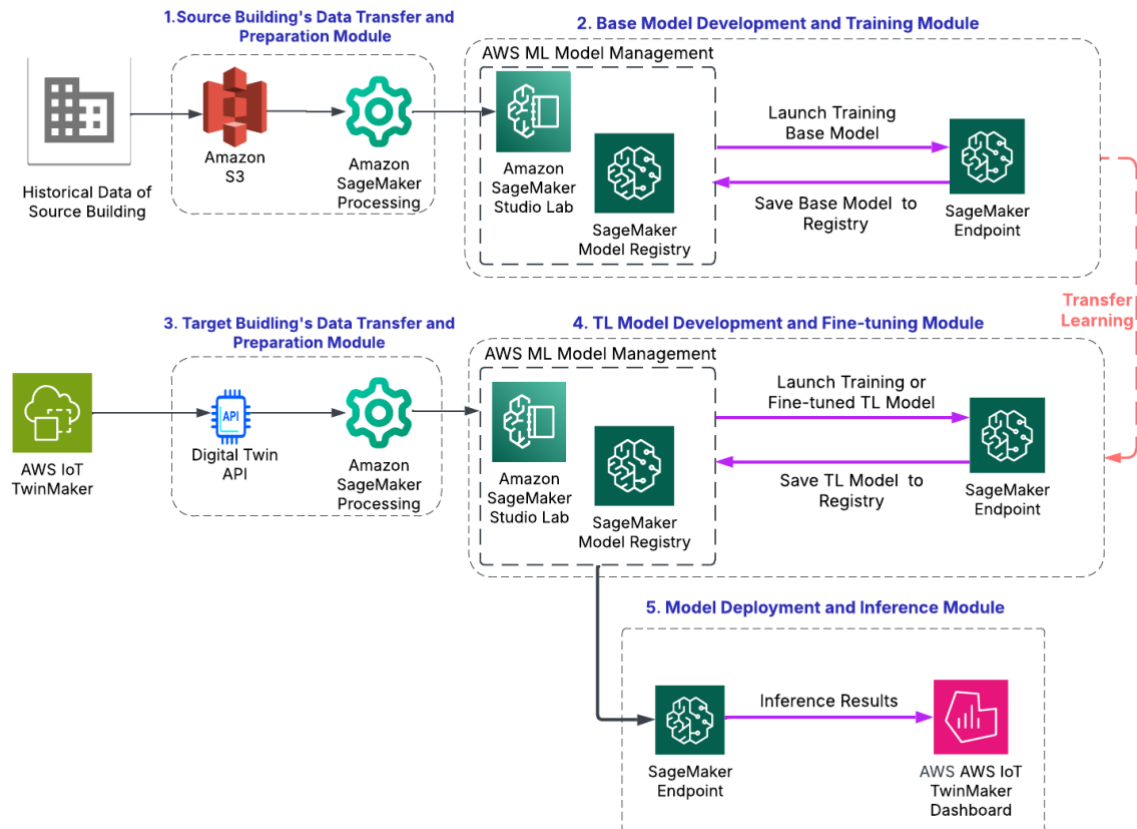 1.Source Building's Data Transfer and
Preparation Module
2. Base Model Development and Training Module
AWS ML Model Management
Historical Data of
Source Building
Amazon
S3
Amazon
SageMaker
Processing
Amazon
SageMaker
Studio Lab
SageMaker
Model Registry
Launch Training
Base Model
Save Base Model to
Registry
SageMaker
Endpoint
Transfer
Learning
3. Target Buidling's Data Transfer and
Preparation Module
4. TL Model Development and Fine-tuning Module
AWS ML Model Management
AWS IoT
TwinMaker
API
Digital Twin
API
Amazon
SageMaker
Processing
Amazon
SageMaker
Studio Lab
SageMaker
Model Registry
Launch Training or
Fine-tuned TL Model
Save TL Model to
Registry
SageMaker
Endpoint
5. Model Deployment and Inference Module
SageMaker
Endpoint
Inference Results
AWS AWS IoT
TwinMaker
Dashboard